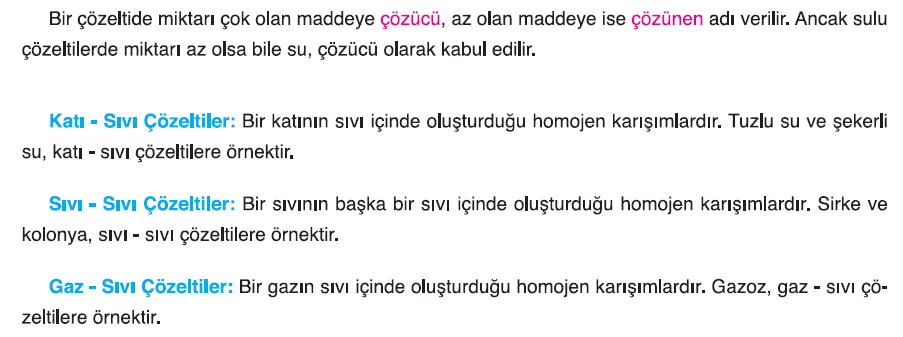 Bir çözeltide miktarı çok olan maddeye çözücü, az olan maddeye ise çözünen adı verilir. Ancak sulu
çözeltilerde miktarı az olsa bile su, çözücü olarak kabul edilir.
Katı - Sıvı Çözeltiler: Bir katının sıvı içinde oluşturduğu homojen karışımlardır. Tuzlu su ve şekerli
su, katı - sıvı çözeltilere örnektir.
Sıvı - Sıvı Çözeltiler: Bir sıvının başka bir sıvı içinde oluşturduğu homojen karışımlardır. Sirke ve
kolonya, sıvı - sıvı çözeltilere örnektir.
Gaz - Sıvı Çözeltiler: Bir gazın sıvı içinde oluşturduğu homojen karışımlardır. Gazoz, gaz - sıvı çö-
zeltilere örnektir.